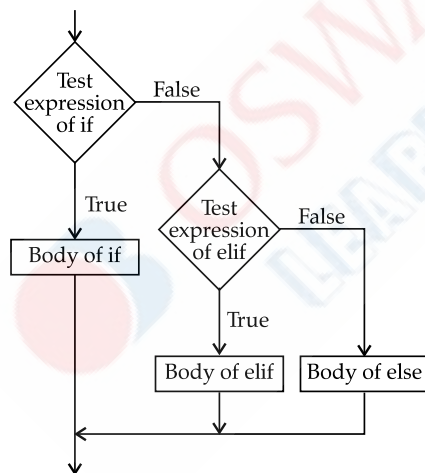 Test
expression
of if
False
True
Body of if
Test
expression
of elif
False
True
Body of elif
Body of else
OSWA